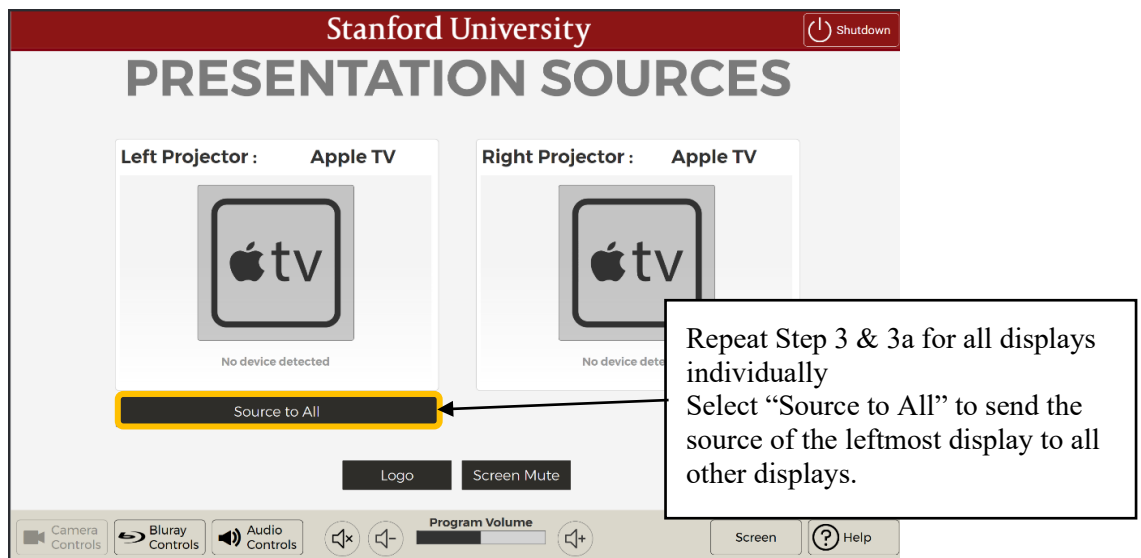 Stanford University
Shutdown
PRESENTATION SOURCES
Left Projector : Apple TV
Right Projector : Apple TV
tv
tv
No device detected
No device dete
Source to All
Repeat Step 3 & 3a for all displays
individually
Select “Source to All” to send the
source of the leftmost display to all
other displays.
Logo
Screen Mute
Camera
Controls
Bluray
Controls
Audio
Controls
Program Volume
Screen
? Help